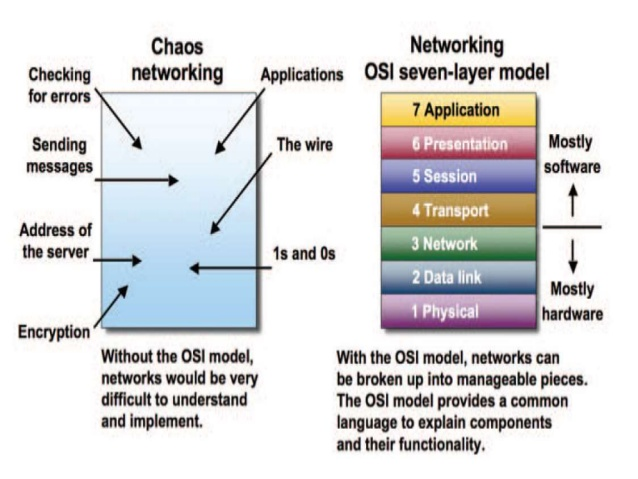 Chaos
networking
Checking
for errors
Applications
Sending
messages
The wire
Address of
the server
1s and 0s
Encryption
Without the OSI model,
networks would be very
difficult to understand
and implement.
Networking
OSI seven-layer model
7 Application
6 Presentation
5 Session
4 Transport
3 Network
2 Data link
1 Physical
Mostly
software
Mostly
hardware
With the OSI model, networks can
be broken up into manageable pieces.
The OSI model provides a common
language to explain components
and their functionality.